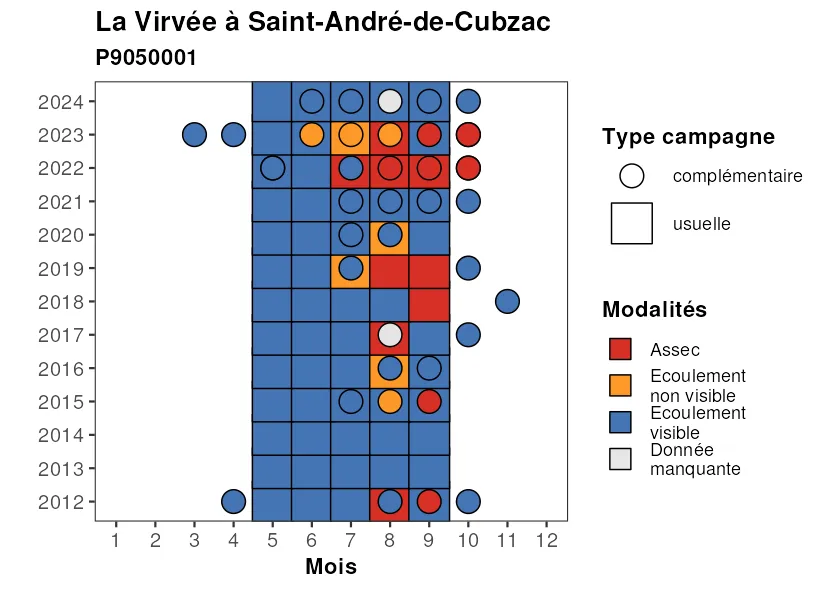 La Virvée à Saint-André-de-Cubzac
P9050001
2024
2023
2022
2021
2020
2019
2018
2017
2016
2015
2014
2013
2012
1 2 3 4 5 6 7 8 9 10 11 12
Mois
Type campagne
complémentaire
usuelle
Modalités
Assec
Ecoulement
non visible
Ecoulement
visible
Donnée
manquante